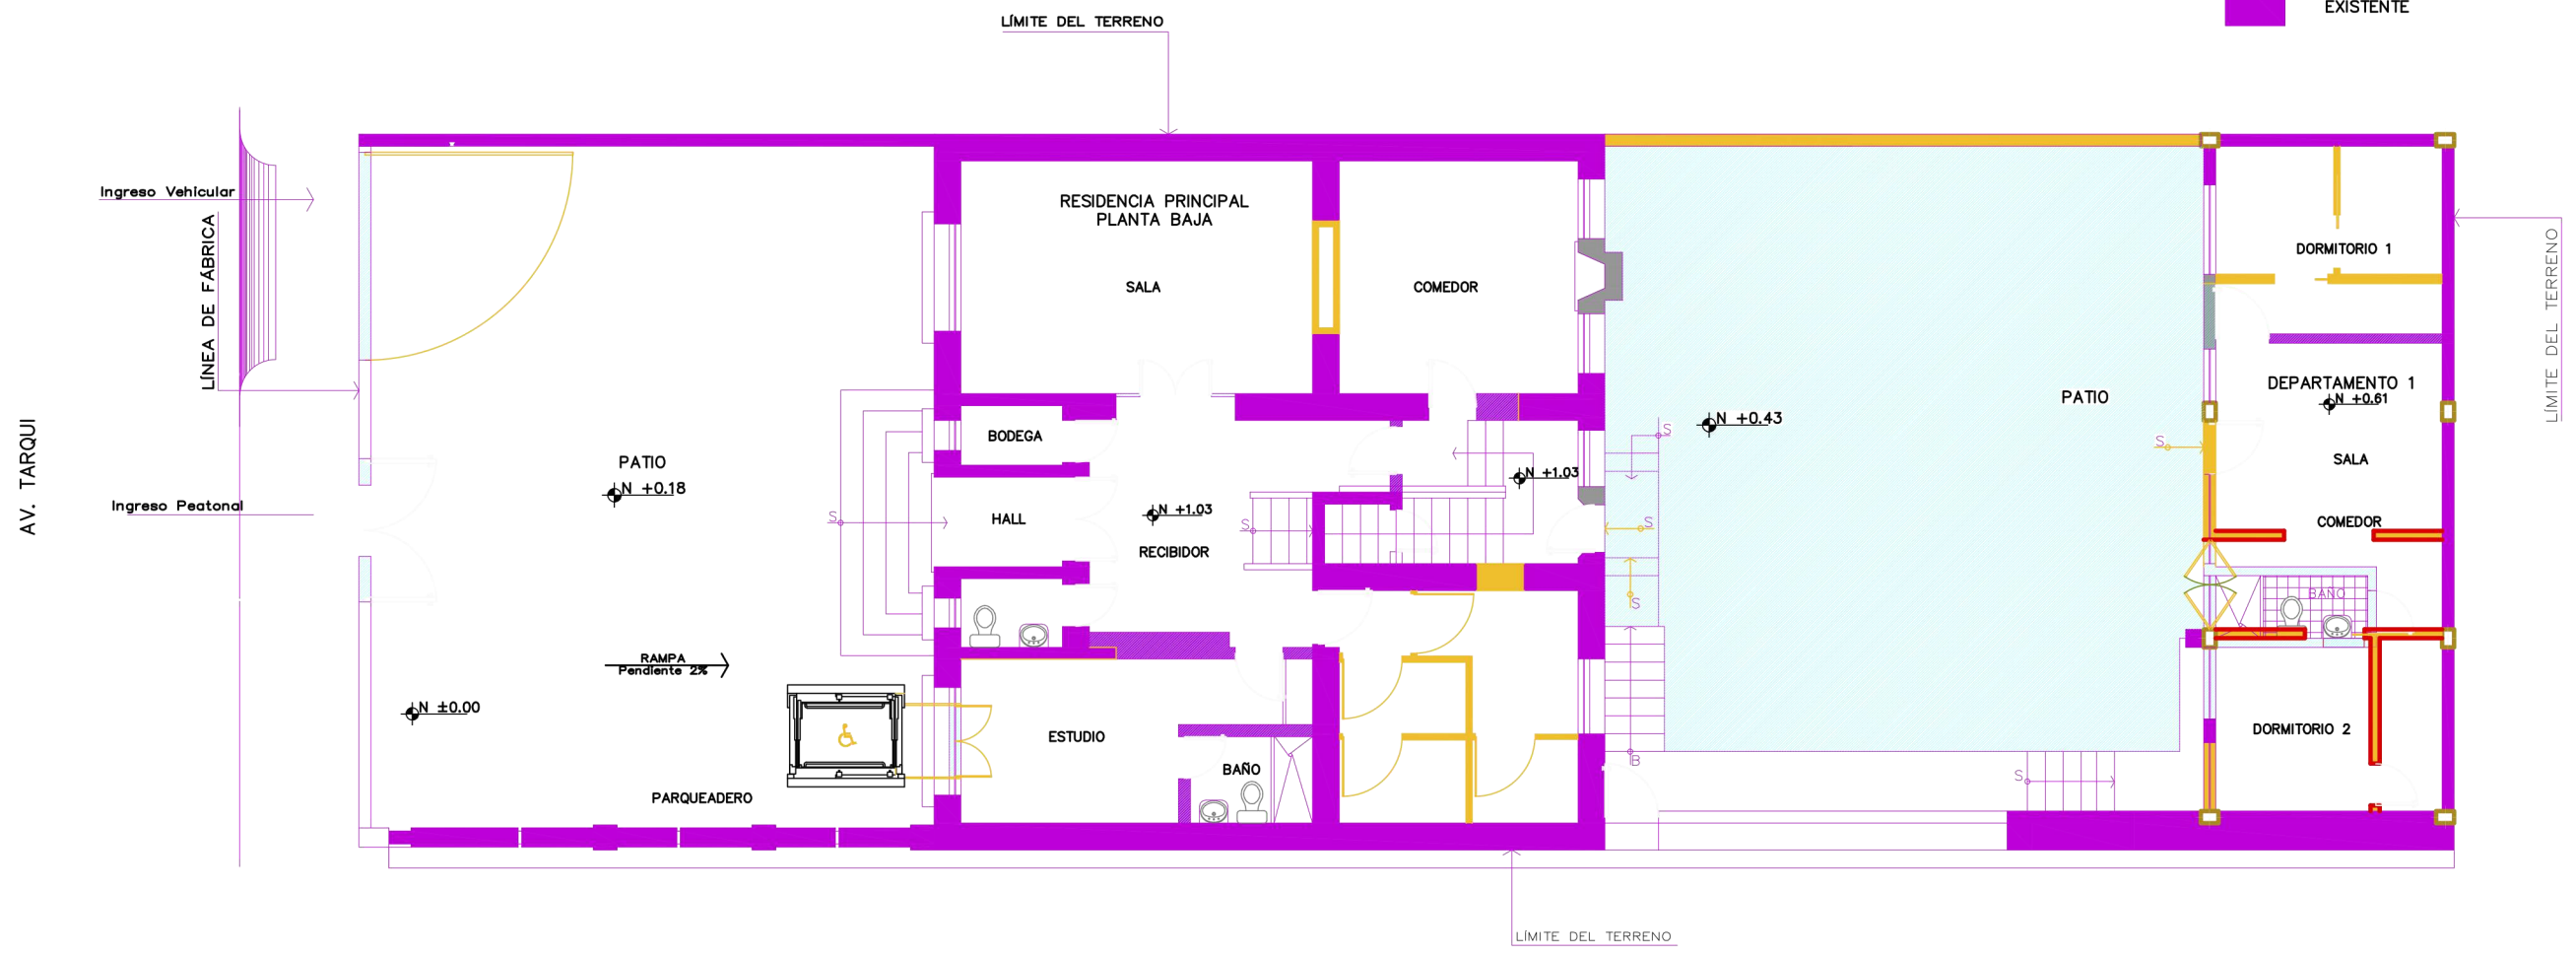 EXISTENTE
LÍMITE DEL TERRENO
Ingreso Vehicular
LÍNEA DE FÁBRICA
AV. TARQUI
Ingreso Peatonal
PATIO
N +0.18
RAMPA
Pendiente 2%
N ±0.00
PARQUEADERO
S
RESIDENCIA PRINCIPAL
PLANTA BAJA
SALA
COMEDOR
BODEGA
HALL
N +1.03
RECIBIDOR
S
N +1.03
ESTUDIO
BAÑO
S
S
S
B
N +0.43
PATIO
S
S
DORMITORIO 1
DEPARTAMENTO 1
N +0.61
SALA
COMEDOR
BAÑO
DORMITORIO 2
LÍMITE DEL TERRENO
LÍMITE DEL TERRENO